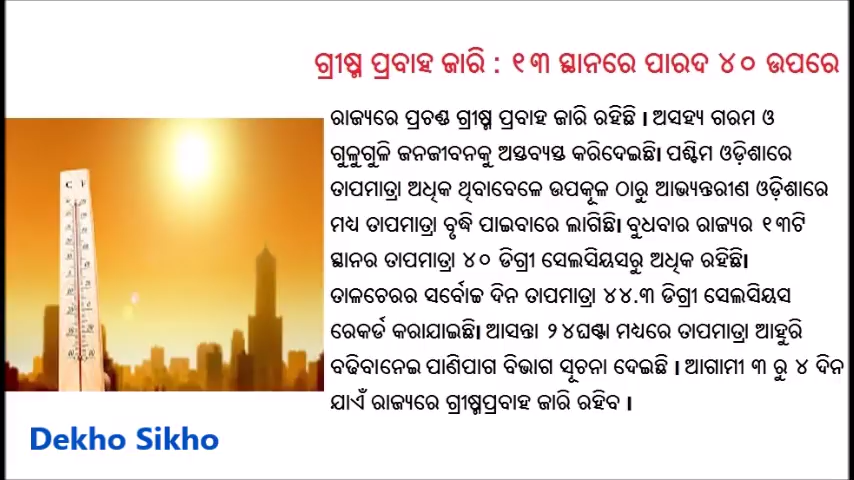 ଗ୍ରୀଷ୍ମ ପ୍ରବାହ ଜାରି : ୧୩ ସ୍ଥାନରେ ପାରଦ ୪୦ ଉପରେ
ରାଜ୍ୟରେ ପ୍ରଚଣ୍ଡ ଗ୍ରୀଷ୍ମ ପ୍ରବାହ ଜାରି ରହିଛି । ଅସହ୍ୟ ଗରମ ଓ
ଗୁଳୁଗୁଳି ଜନଜୀବନକୁ ଅସ୍ତବ୍ୟସ୍ତ କରିଦେଇଛି। ପଶ୍ଚିମ ଓଡ଼ିଶାରେ
ତାପମାତ୍ରା ଅଧିକ ଥିବାବେଳେ ଉପକୂଳ ଠାରୁ ଆଭ୍ୟନ୍ତରୀଣ ଓଡ଼ିଶାରେ
ମଧ୍ୟ ତାପମାତ୍ରା ବୃଦ୍ଧି ପାଇବାରେ ଲାଗିଛି। ବୁଧବାର ରାଜ୍ୟର ୧୩ଟି
ସ୍ଥାନର ତାପମାତ୍ରା ୪୦ ଡିଗ୍ରୀ ସେଲସିୟସରୁ ଅଧିକ ରହିଛି।
ତାଳଚେରର ସର୍ବୋଚ୍ଚ ଦିନ ତାପମାତ୍ରା ୪୪.୩ ଡିଗ୍ରୀ ସେଲସିୟସ
ରେକର୍ଡ କରାଯାଇଛି। ଆସନ୍ତା ୨୪ଘଣ୍ଟା ମଧ୍ୟରେ ତାପମାତ୍ରା ଆହୁରି
ବଢିବାନେଇ ପାଣିପାଗ ବିଭାଗ ସୂଚନା ଦେଇଛି । ଆଗାମୀ ୩ ରୁ ୪ ଦିନ
ଯାଏଁ ରାଜ୍ୟରେ ଗ୍ରୀଷ୍ମପ୍ରବାହ ଜାରି ରହିବ ।
C F
Dekho Sikho